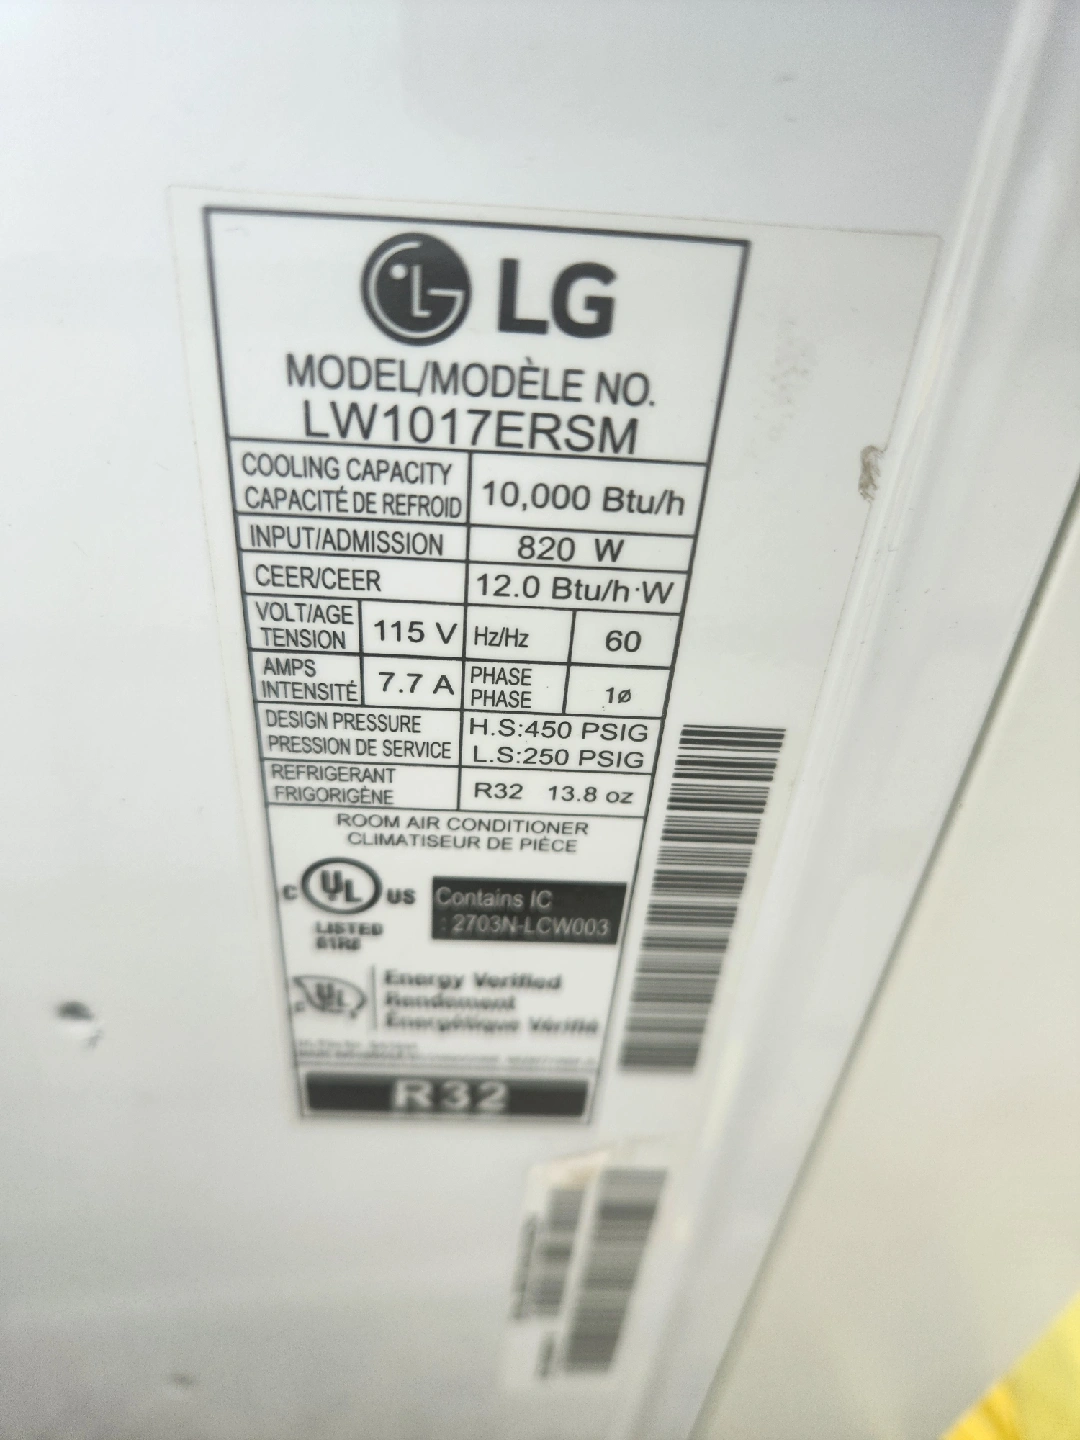 LG
MODEL/MODÈLE NO.
LW1017ERSM
COOLING CAPACITY
CAPACITÉ DE REFROID
10,000 Btu/h
INPUT/ADMISSION
820 W
CEER/CEER
12.0 Btu/h·W
VOLT/AGE
TENSION
115 V
Hz/Hz
60
AMPS
INTENSITÉ
7.7 A
PHASE
PHASE
1ø
DESIGN PRESSURE
PRESSION DE SERVICE
H.S:450 PSIG
L.S:250 PSIG
REFRIGERANT
FRIGORIGÈNE
R32 13.8 oz
ROOM AIR CONDITIONER
CLIMATISEUR DE PIÈCE
C UL US
LISTED
Contains IC
: 2703N-LCW003
C UL
Energy Verified
Rendement
Énergétique Vérifié
R32